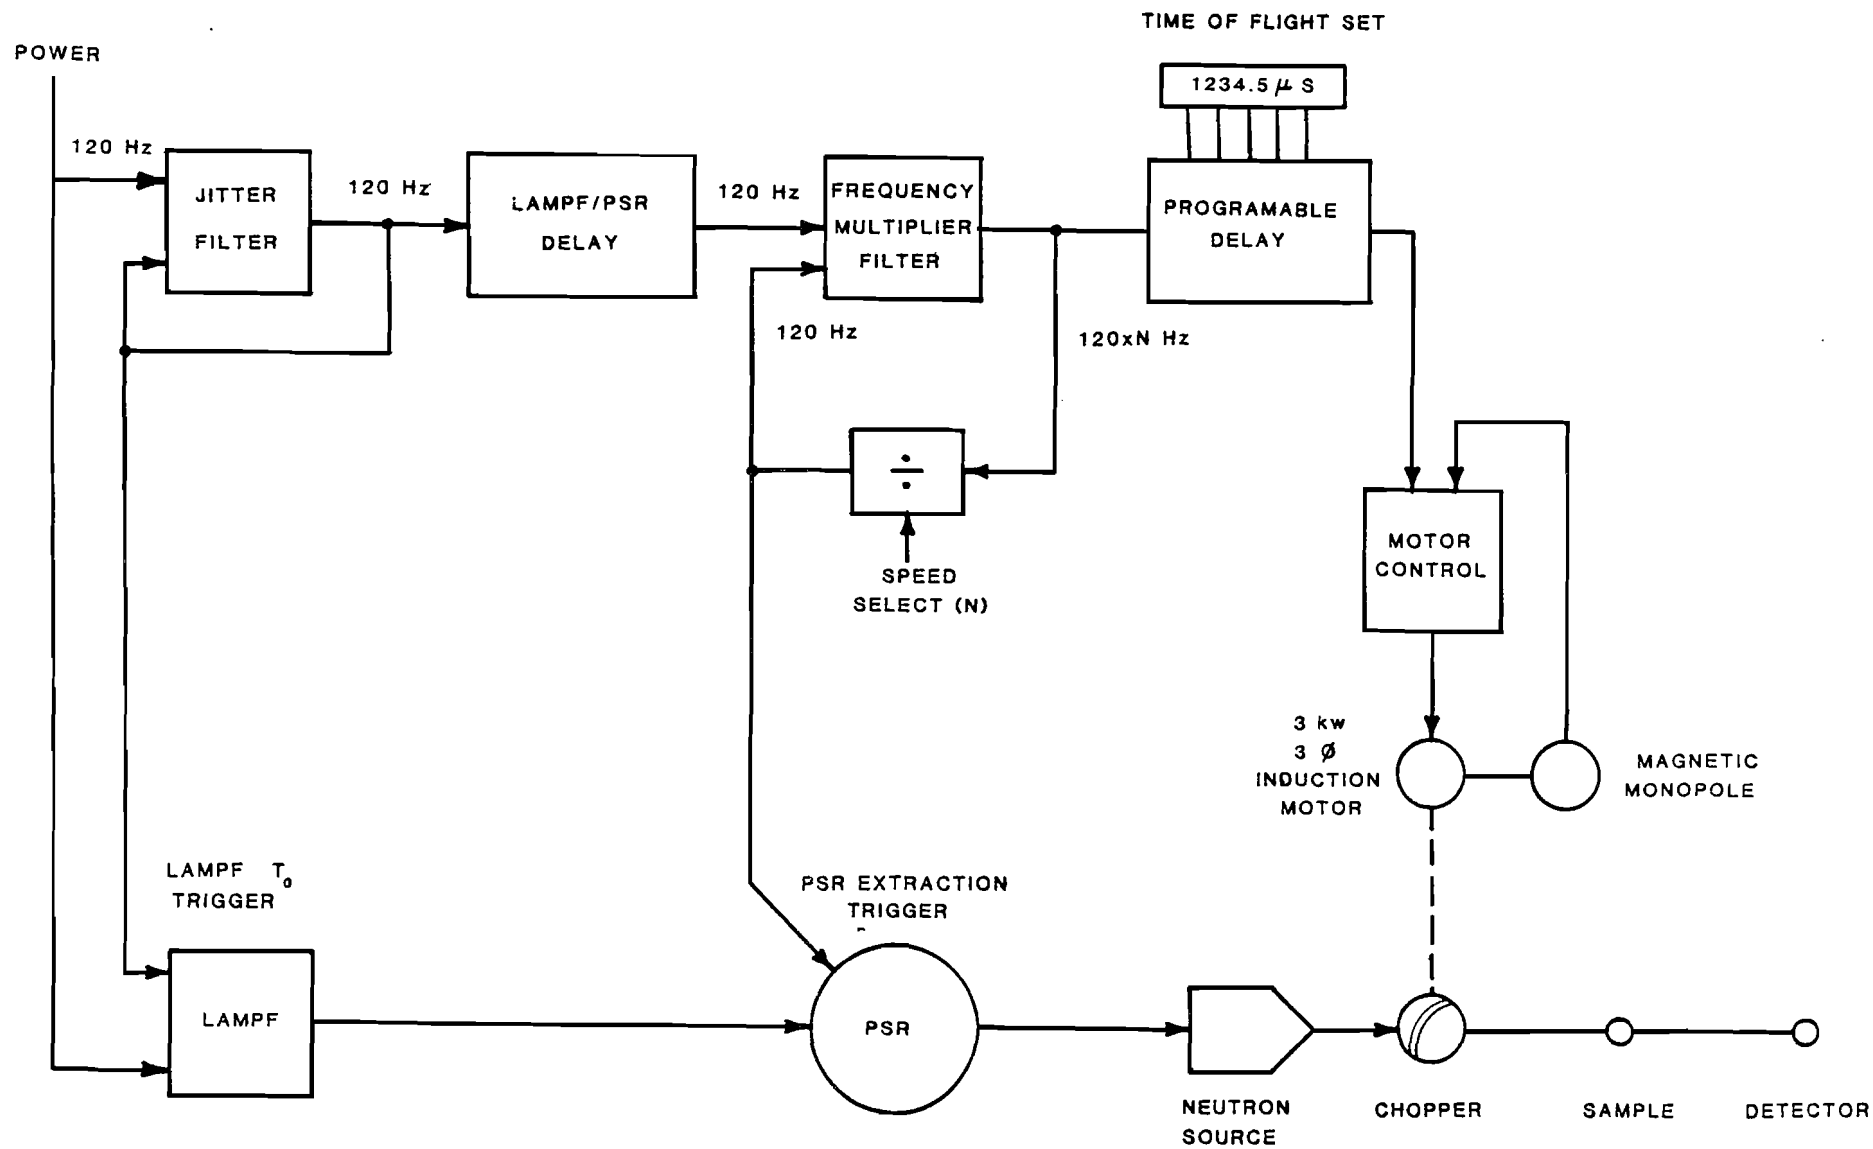 TIME OF FLIGHT SET
POWER
1234.5 μ S
120 Hz
JITTER
FILTER
120 Hz
LAMPF/PSR
DELAY
120 Hz
FREQUENCY
MULTIPLIER
FILTER
PROGRAMABLE
DELAY
120 Hz
120xN Hz
÷
SPEED
SELECT (N)
MOTOR
CONTROL
3 kw
3 Ø
INDUCTION
MOTOR
MAGNETIC
MONOPOLE
LAMPF T₀
TRIGGER
PSR EXTRACTION
TRIGGER
LAMPF
PSR
NEUTRON
SOURCE
CHOPPER
SAMPLE
DETECTOR